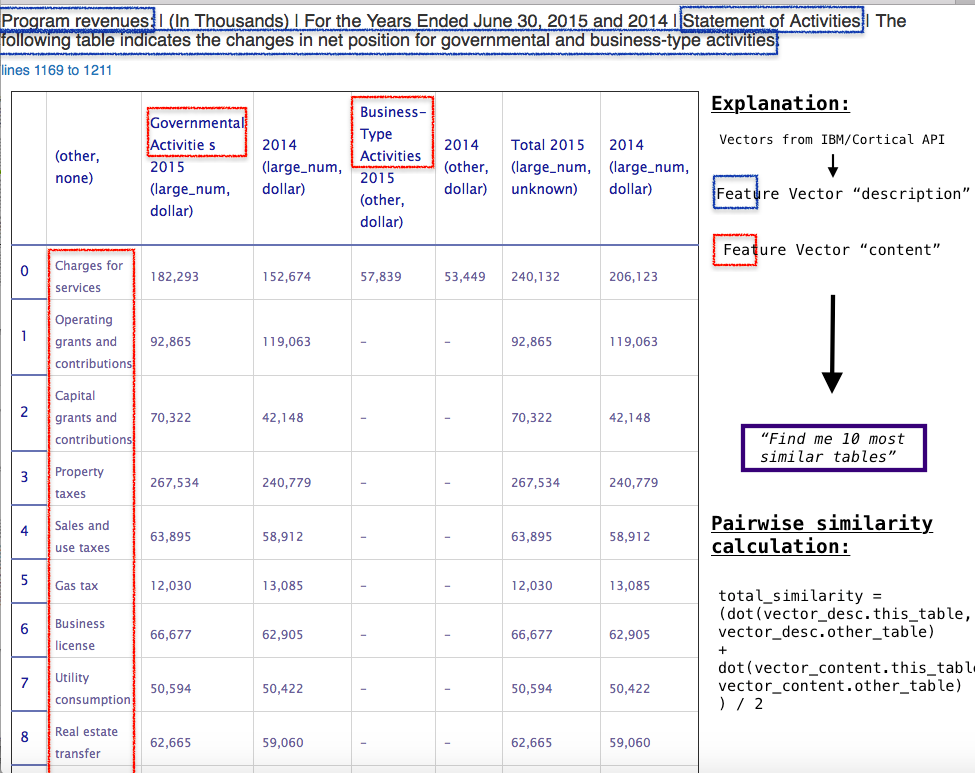 Program revenues: | (In Thousands) | For the Years Ended June 30, 2015 and 2014 | Statement of Activities | The
following table indicates the changes in net position for governmental and business-type activities:
lines 1169 to 1211
(other, none)
Governmental Activitie s 2015 (large_num, dollar)
2014 (large_num, dollar)
Business-Type Activities 2015 (other, dollar)
2014 (other, dollar)
Total 2015 (large_num, unknown)
2014 (large_num, dollar)
0 Charges for services 182,293 152,674 57,839 53,449 240,132 206,123
1 Operating grants and contributions 92,865 119,063 – – 92,865 119,063
2 Capital grants and contributions 70,322 42,148 – – 70,322 42,148
3 Property taxes 267,534 240,779 – – 267,534 240,779
4 Sales and use taxes 63,895 58,912 – – 63,895 58,912
5 Gas tax 12,030 13,085 – – 12,030 13,085
6 Business license 66,677 62,905 – – 66,677 62,905
7 Utility consumption 50,594 50,422 – – 50,594 50,422
8 Real estate transfer 62,665 59,060 – – 62,665 59,060
Explanation:
Vectors from IBM/Cortical API
Feature Vector “description”
Feature Vector “content”
“Find me 10 most
similar tables”
Pairwise similarity
calculation:
total_similarity =
(dot(vector_desc.this_table,
vector_desc.other_table)
+
dot(vector_content.this_table
vector_content.other_table)
) / 2